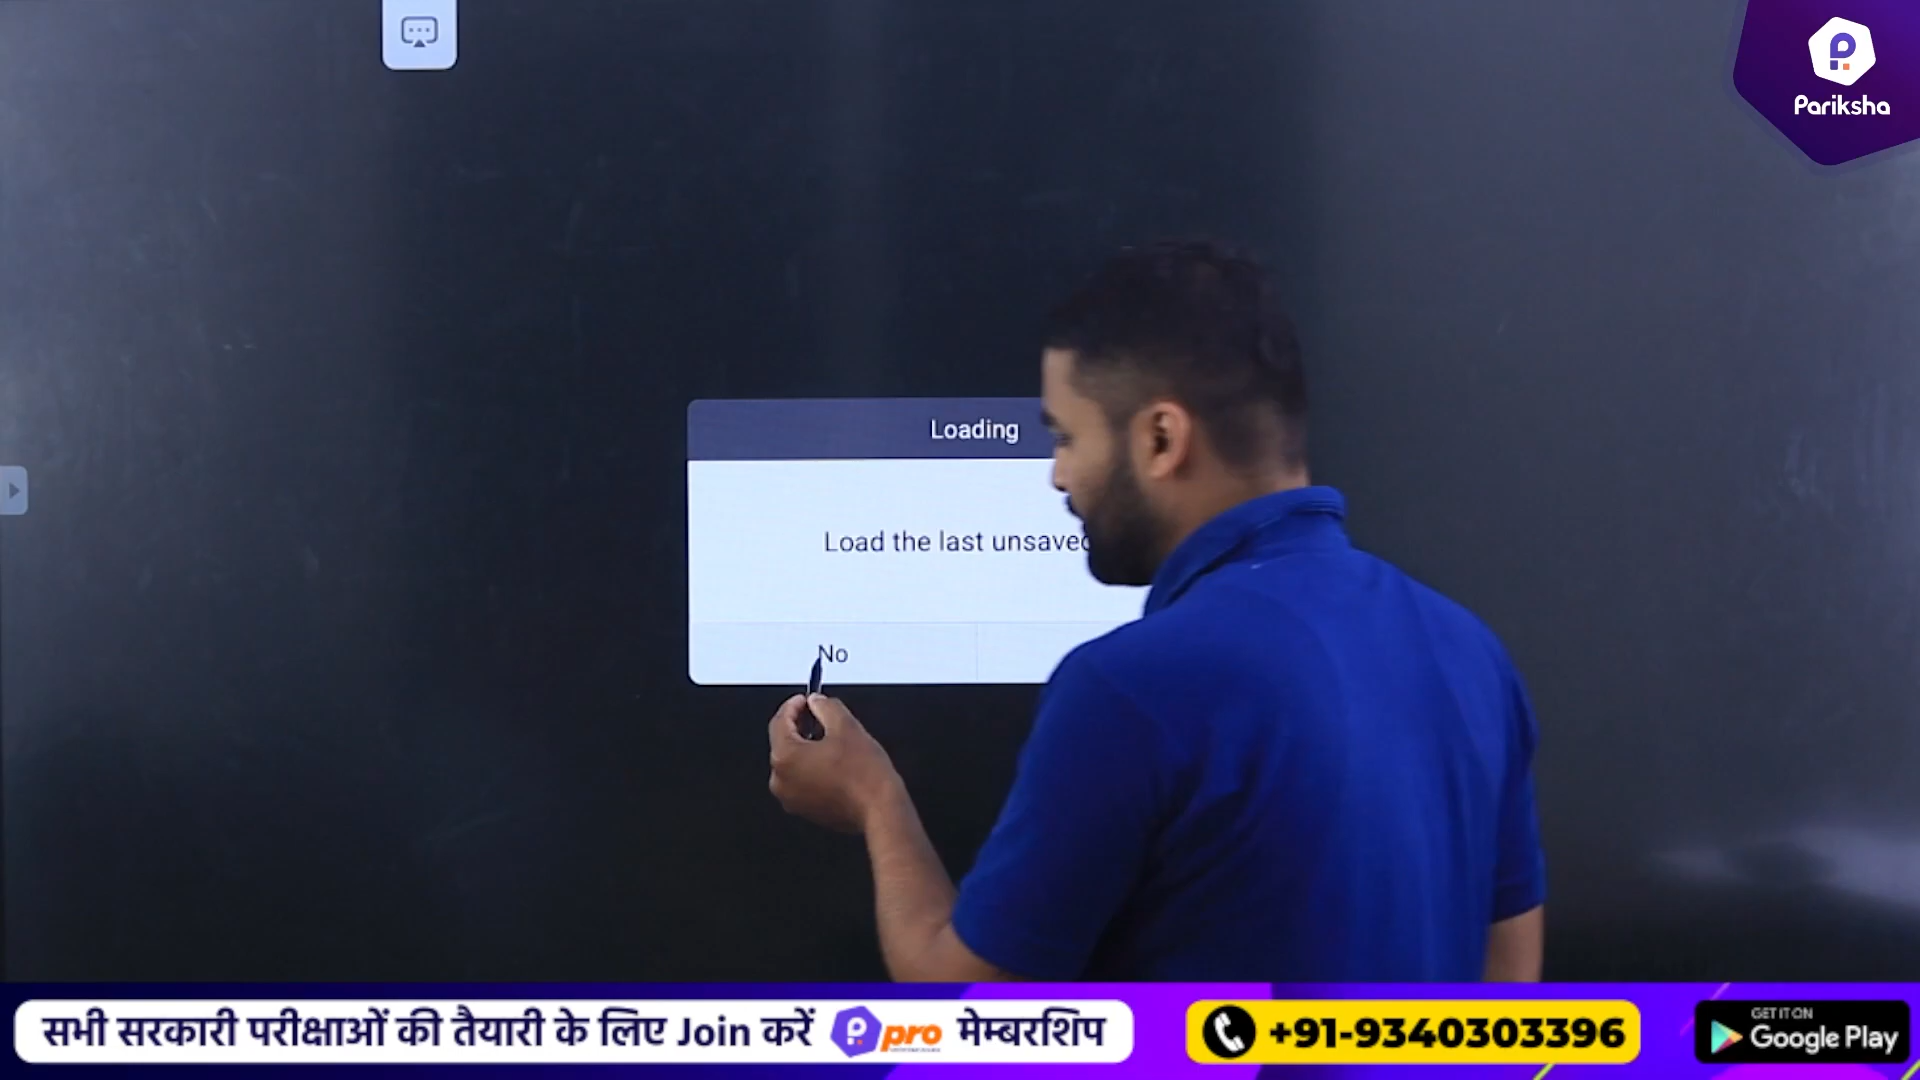 Pariksha
Loading
Load the last unsaved
No
सभी सरकारी परीक्षाओं की तैयारी के लिए Join करें pro मेम्बरशिप
+91-9340303396
GET IT ON
Google Play